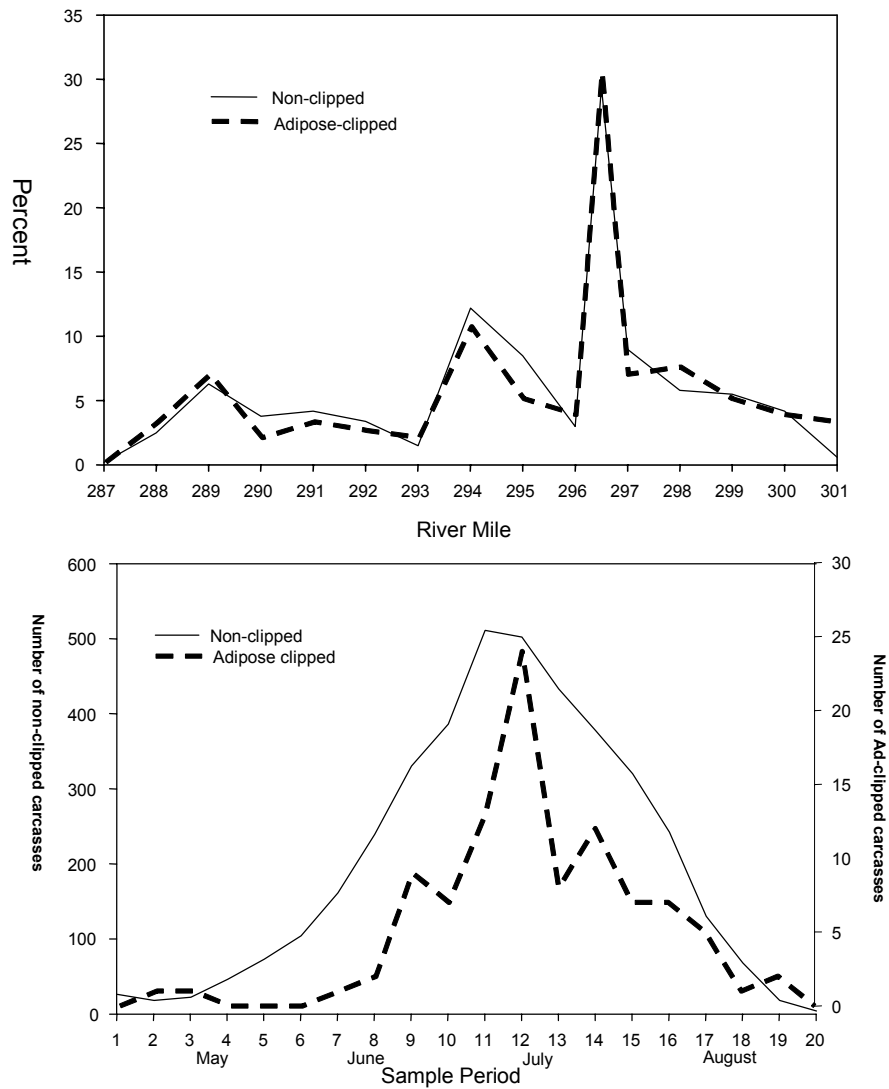 35
30
25
20
15
10
5
0
Percent
Non-clipped
Adipose-clipped
287 288 289 290 291 292 293 294 295 296 297 298 299 300 301
River Mile
600
500
400
300
200
100
0
Number of non-clipped carcasses
Non-clipped
Adipose clipped
30
25
20
15
10
5
0
Number of Ad-clipped carcasses
1 2 3 4 5 6 7 8 9 10 11 12 13 14 15 16 17 18 19 20
May June July August
Sample Period